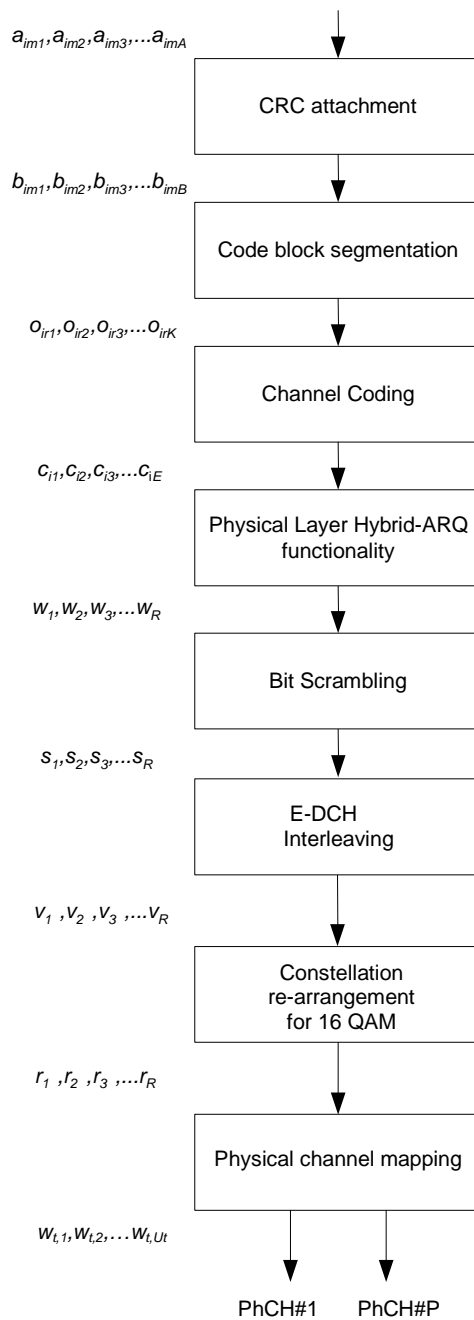 a_im1,a_im2,a_im3,...a_imA
CRC attachment
b_im1,b_im2,b_im3,...b_imB
Code block segmentation
o_ir1,o_ir2,o_ir3,...o_irK
Channel Coding
c_i1,c_i2,c_i3,...c_iE
Physical Layer Hybrid-ARQ
functionality
w_1,w_2,w_3,...w_R
Bit Scrambling
s_1,s_2,s_3,...s_R
E-DCH
Interleaving
v_1 ,v_2 ,v_3 ,...v_R
Constellation
re-arrangement
for 16 QAM
r_1 ,r_2 ,r_3 ,...r_R
Physical channel mapping
w_t,1,w_t,2,…w_t,Ut
PhCH#1 PhCH#P